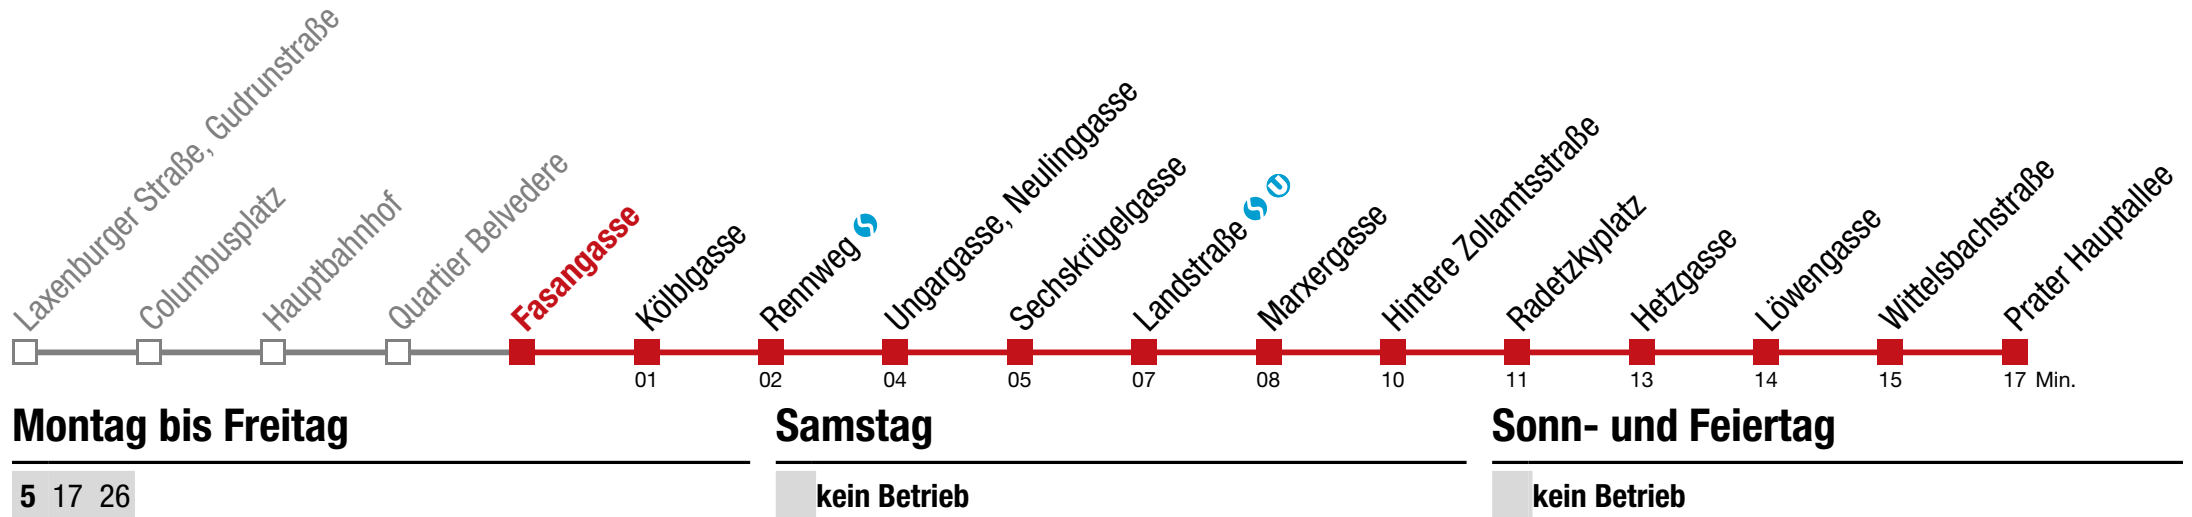 Laxenburger Straße, Gudrunstraße
Columbusplatz
Hauptbahnhof
Quartier Belvedere
Fasangasse
Kölblgasse
Rennweg S
Ungargasse, Neulinggasse
Sechskrügelgasse
Landstraße S U
Marxergasse
Hintere Zollamtsstraße
Radetzkyplatz
Hetzgasse
Löwengasse
Wittelsbachstraße
Prater Hauptallee
01 02 04 05 07 08 10 11 13 14 15 17 Min.
Montag bis Freitag
5 17 26
Samstag
kein Betrieb
Sonn- und Feiertag
kein Betrieb